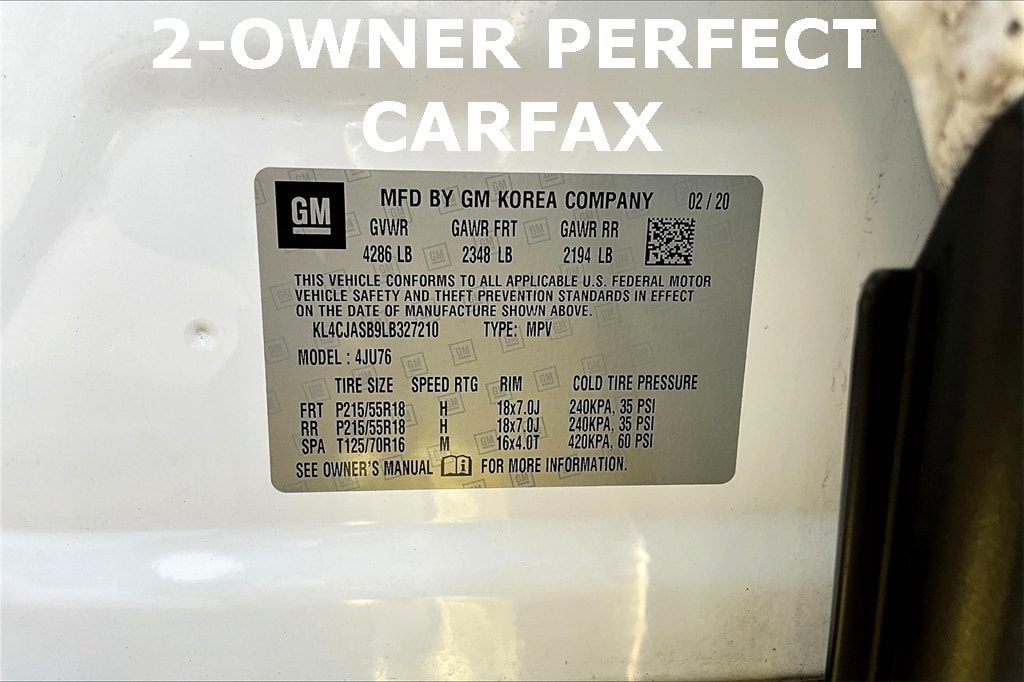 2-OWNER PERFECT
CARFAX
GM MFD BY GM KOREA COMPANY 02 / 20
GVWR GAWR FRT GAWR RR
4286 LB 2348 LB 2194 LB
THIS VEHICLE CONFORMS TO ALL APPLICABLE U.S. FEDERAL MOTOR
VEHICLE SAFETY AND THEFT PREVENTION STANDARDS IN EFFECT
ON THE DATE OF MANUFACTURE SHOWN ABOVE.
KL4CJASB9LB327210 TYPE: MPV
MODEL : 4JU76
TIRE SIZE SPEED RTG RIM COLD TIRE PRESSURE
FRT P215/55R18 H 18x7.0J 240KPA, 35 PSI
RR P215/55R18 H 18x7.0J 240KPA, 35 PSI
SPA T125/70R16 M 16x4.0T 420KPA, 60 PSI
SEE OWNER'S MANUAL i FOR MORE INFORMATION.